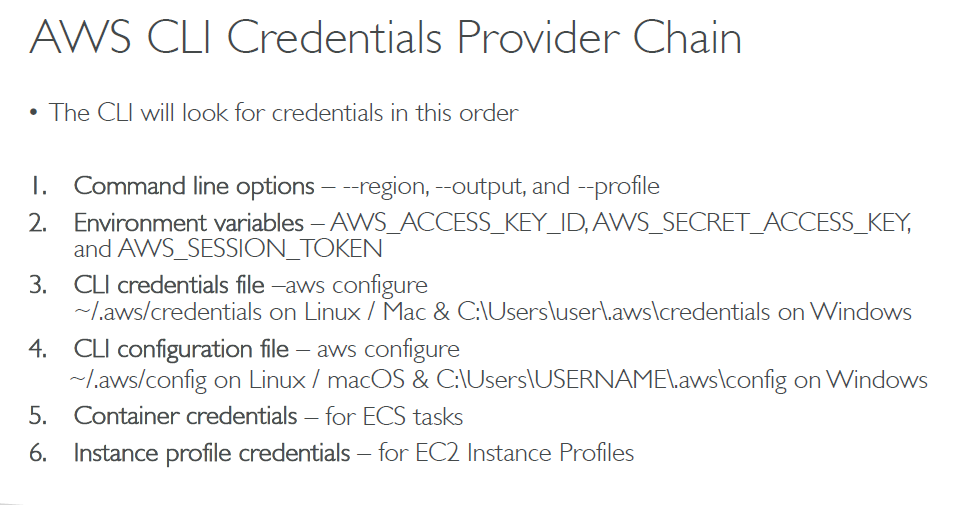 AWS CLI Credentials Provider Chain
• The CLI will look for credentials in this order
1. Command line options – --region, --output, and --profile
2. Environment variables – AWS_ACCESS_KEY_ID, AWS_SECRET_ACCESS_KEY,
and AWS_SESSION_TOKEN
3. CLI credentials file –aws configure
~/.aws/credentials on Linux / Mac & C:\Users\user\.aws\credentials on Windows
4. CLI configuration file – aws configure
~/.aws/config on Linux / macOS & C:\Users\USERNAME\.aws\config on Windows
5. Container credentials – for ECS tasks
6. Instance profile credentials – for EC2 Instance Profiles